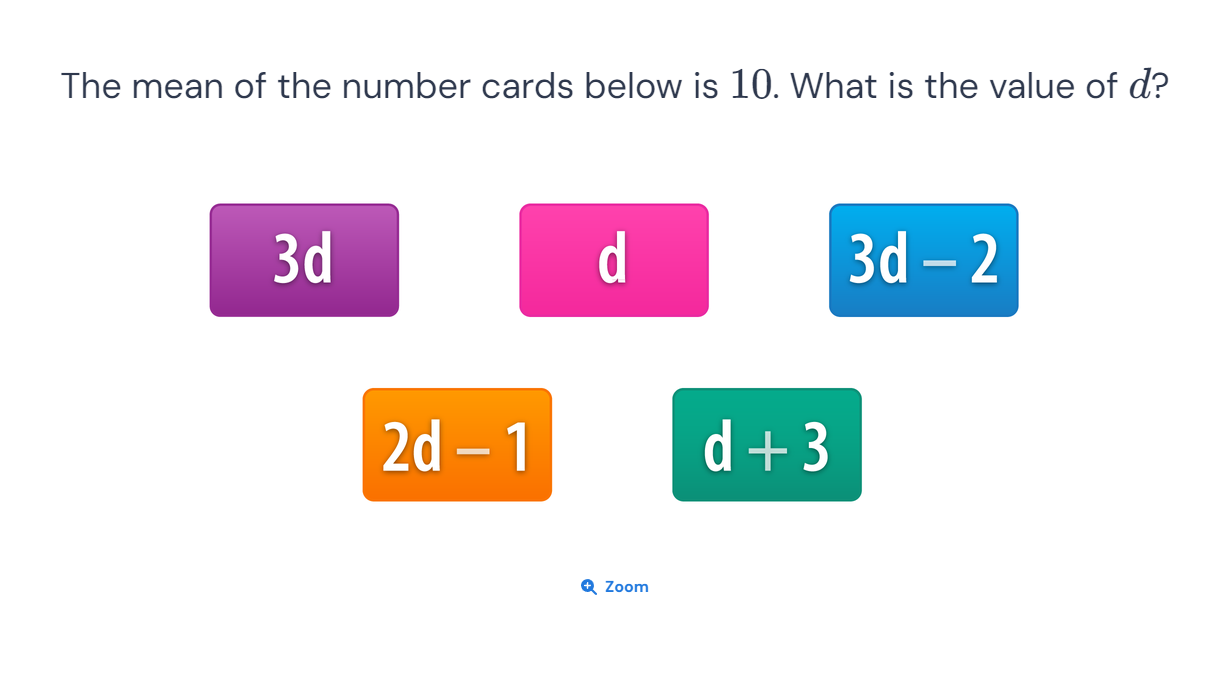 The mean of the number cards below is 10. What is the value of d?
3d
d
3d – 2
2d – 1
d + 3
Zoom